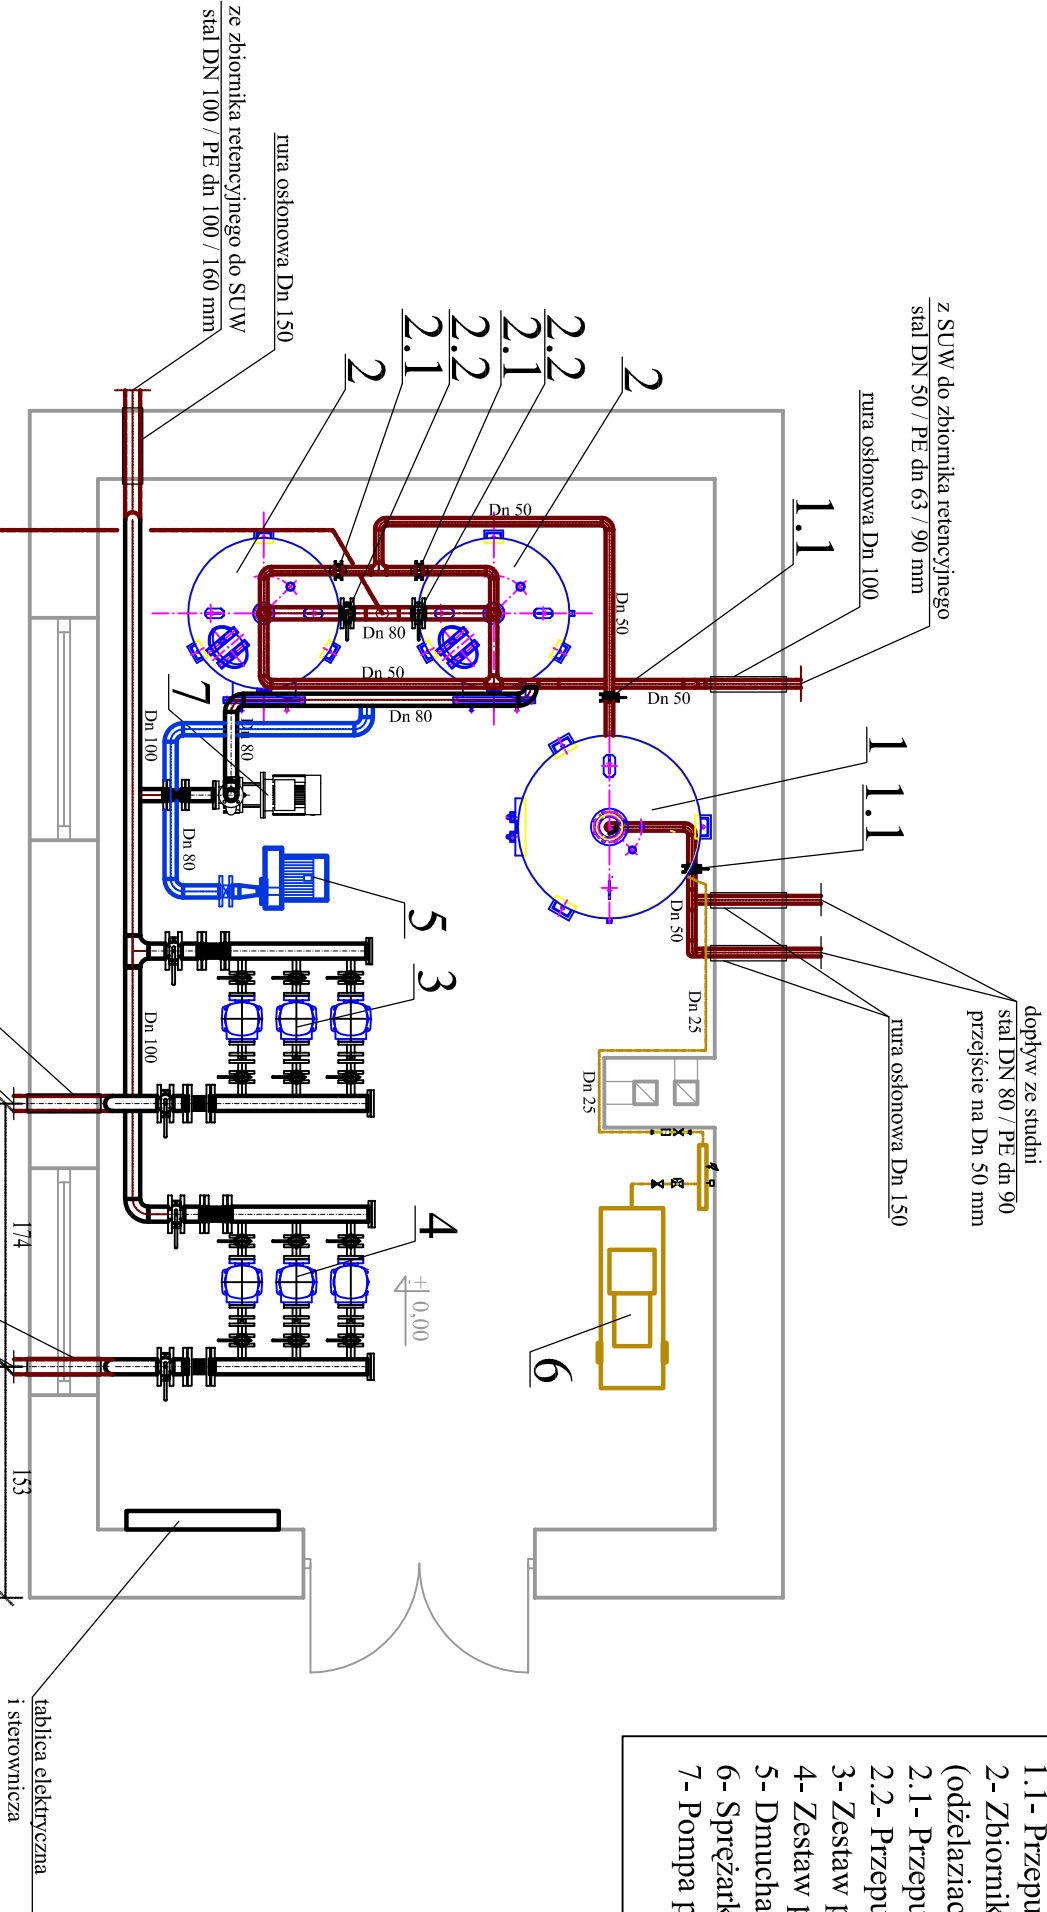 ze zbiornika retencyjnego do SUW
stal DN 100 / PE dn 100 / 160 mm
rura osłonowa Dn 150
z SUW do zbiornika retencyjnego
stal DN 50 / PE dn 63 / 90 mm
rura osłonowa Dn 100
dopływ ze studni
stal DN 80 / PE dn 90
przejście na Dn 50 mm
rura osłonowa Dn 150
1.1
1
1.1
2
2.2
2.1
2.2
2.1
2
7
5
3
4
6
Dn 50
Dn 50
Dn 50
Dn 80
Dn 50
Dn 80
Dn 100
Dn 80
Dn 80
Dn 50
Dn 25
Dn 25
Dn 100
± 0,00
174
153
tablica elektryczna
i sterownicza
1.1- Przepu
2- Zbiornik
(odżelaziac
2.1- Przepu
2.2- Przepu
3- Zestaw p
4- Zestaw p
5- Dmucha
6- Sprężark
7- Pompa p